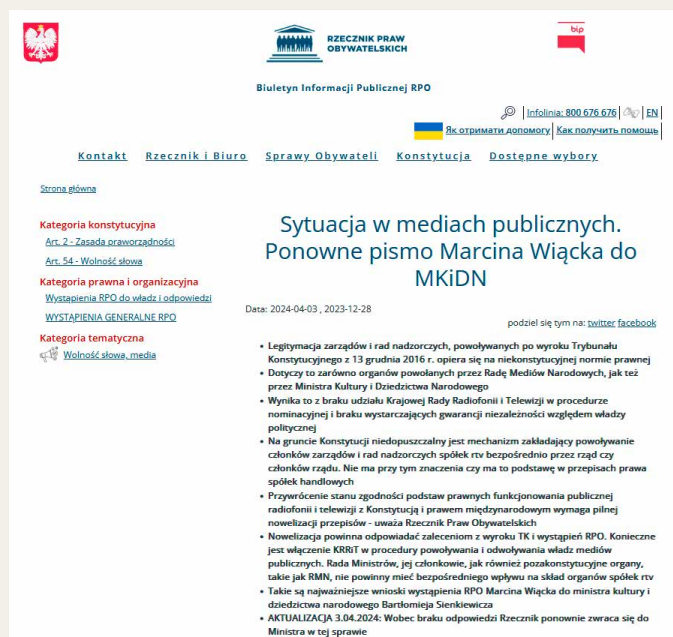 RZECZNIK PRAW
OBYWATELSKICH
bip
Biuletyn Informacji Publicznej RPO
Infolinia: 800 676 676
EN
Як отримати допомогу
Как получить помощь
Kontakt
Rzecznik i Biuro
Sprawy Obywateli
Konstytucja
Dostępne wybory
Strona główna
Kategoria konstytucyjna
Art. 2 - Zasada praworządności
Art. 54 - Wolność słowa
Kategoria prawna i organizacyjna
Wystąpienia RPO do władz i odpowiedzi
WYSTĄPIENIA GENERALNE RPO
Kategoria tematyczna
Wolność słowa, media
Sytuacja w mediach publicznych.
Ponowne pismo Marcina Wiącka do
MKiDN
Data: 2024-04-03 , 2023-12-28
podziel się tym na: twitter facebook
• Legitymacja zarządów i rad nadzorczych, powoływanych po wyroku Trybunału
Konstytucyjnego z 13 grudnia 2016 r. opiera się na niekonstytucyjnej normie prawnej
• Dotyczy to zarówno organów powołanych przez Radę Mediów Narodowych, jak też
przez Ministra Kultury i Dziedzictwa Narodowego
• Wynika to z braku udziału Krajowej Rady Radiofonii i Telewizji w procedurze
nominacyjnej i braku wystarczających gwarancji niezależności względem władzy
politycznej
• Na gruncie Konstytucji niedopuszczalny jest mechanizm zakładający powoływanie
członków zarządów i rad nadzorczych spółek rtv bezpośrednio przez rząd czy
członków rządu. Nie ma przy tym znaczenia czy ma to podstawę w przepisach prawa
spółek handlowych
• Przywrócenie stanu zgodności podstaw prawnych funkcjonowania publicznej
radiofonii i telewizji z Konstytucją i prawem międzynarodowym wymaga pilnej
nowelizacji przepisów - uważa Rzecznik Praw Obywatelskich
• Nowelizacja powinna odpowiadać zaleceniom z wyroku TK i wystąpień RPO. Konieczne
jest włączenie KRRiT w procedury powoływania i odwoływania władz mediów
publicznych. Rada Ministrów, jej członkowie, jak również pozakonstytucyjne organy,
takie jak RMN, nie powinny mieć bezpośredniego wpływu na skład organów spółek rtv
• Takie są najważniejsze wnioski wystąpienia RPO Marcina Wiącka do ministra kultury i
dziedzictwa narodowego Bartłomieja Sienkiewicza
• AKTUALIZACJA 3.04.2024: Wobec braku odpowiedzi Rzecznik ponownie zwraca się do
Ministra w tej sprawie